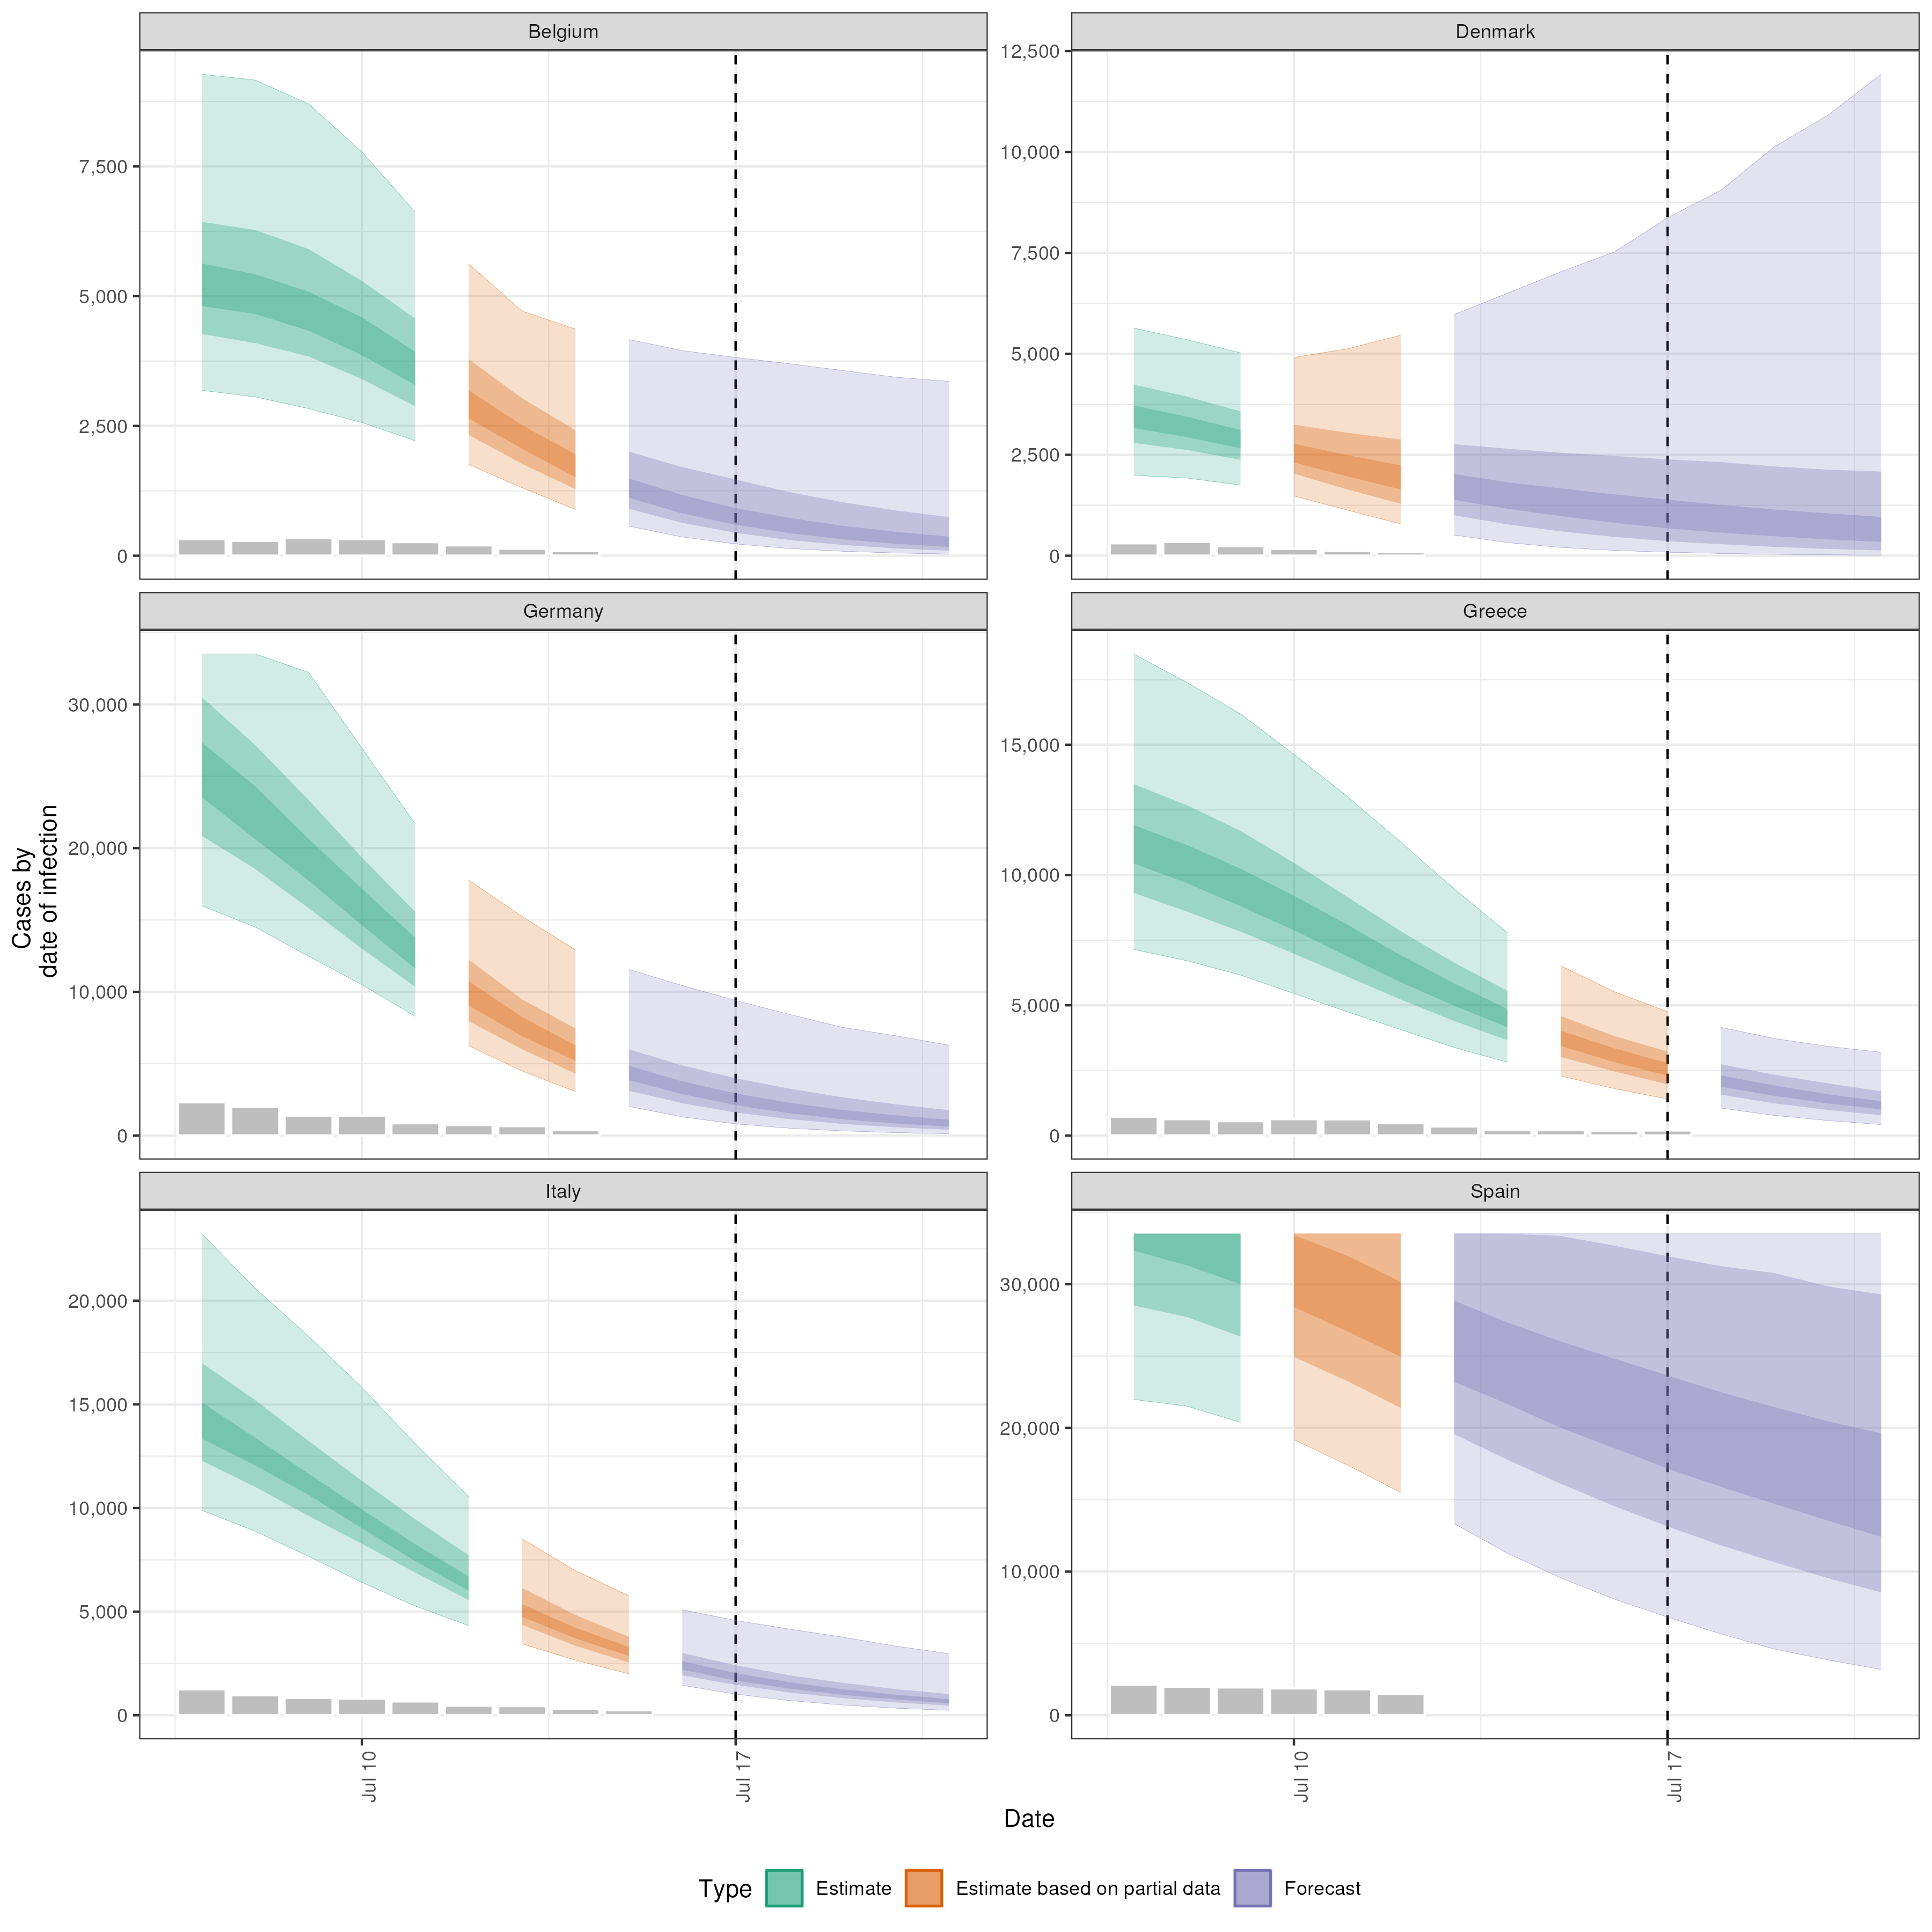 Belgium
Denmark
7,500
5,000
2,500
0
12,500
10,000
7,500
5,000
2,500
0
Germany
Greece
30,000
20,000
10,000
0
15,000
10,000
5,000
0
Cases by
date of infection
Italy
Spain
20,000
15,000
10,000
5,000
0
30,000
20,000
10,000
0
Jul 10
Jul 17
Jul 10
Jul 17
Date
Type
Estimate
Estimate based on partial data
Forecast